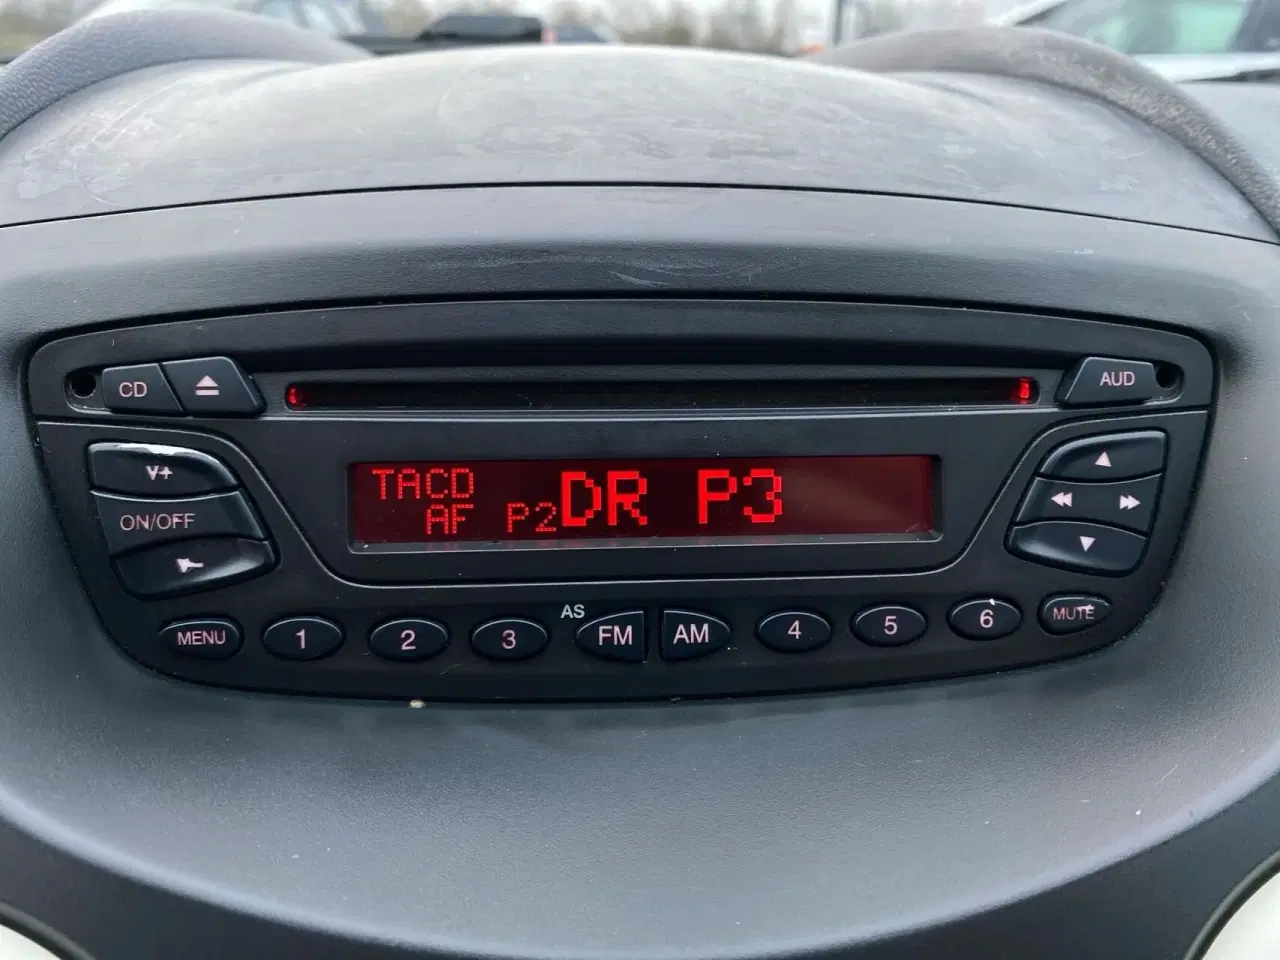 CD
AUD
V+
TACD
AF P2 DR P3
ON/OFF
V-
AS
MENU 1 2 3 FM AM 4 5 6 MUTE